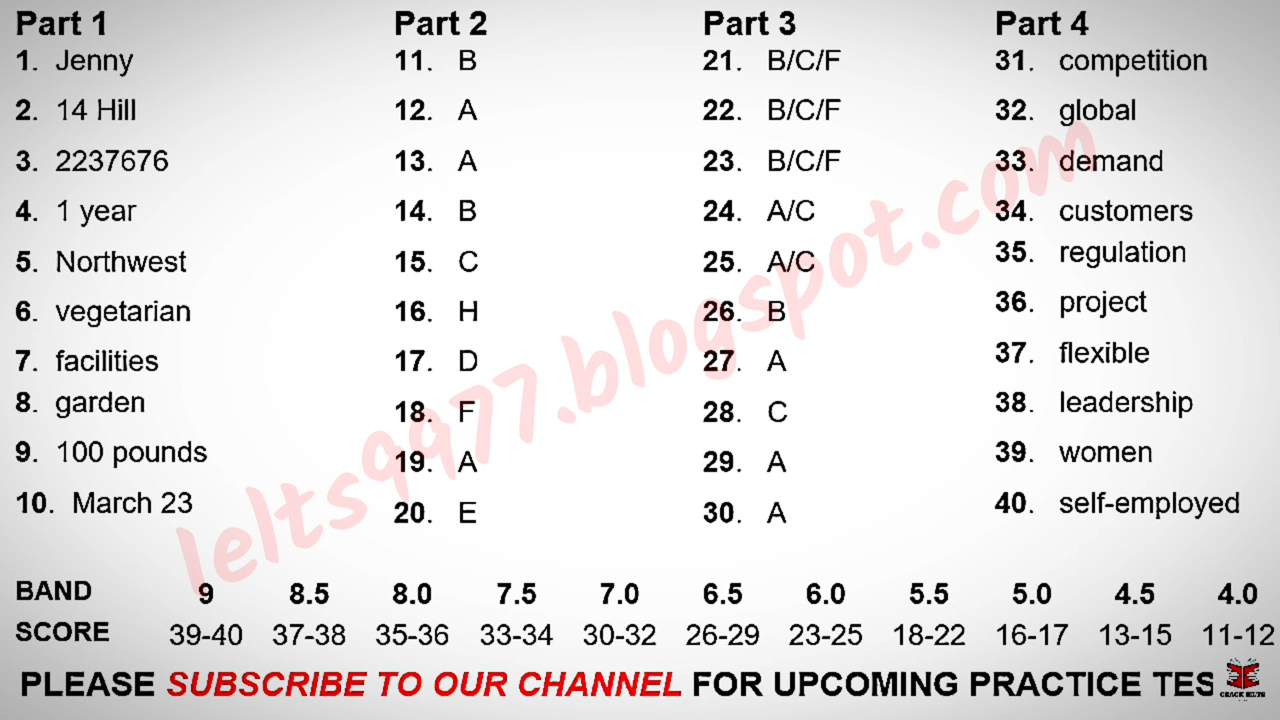 Part 1
1. Jenny
2. 14 Hill
3. 2237676
4. 1 year
5. Northwest
6. vegetarian
7. facilities
8. garden
9. 100 pounds
10. March 23
Part 2
11. B
12. A
13. A
14. B
15. C
16. H
17. D
18. F
19. A
20. E
Part 3
21. B/C/F
22. B/C/F
23. B/C/F
24. A/C
25. A/C
26. B
27. A
28. C
29. A
30. A
Part 4
31. competition
32. global
33. demand
34. customers
35. regulation
36. project
37. flexible
38. leadership
39. women
40. self-employed
Ielts9977.blogspot.com
BAND 9 8.5 8.0 7.5 7.0 6.5 6.0 5.5 5.0 4.5 4.0
SCORE 39-40 37-38 35-36 33-34 30-32 26-29 23-25 18-22 16-17 13-15 11-12
PLEASE SUBSCRIBE TO OUR CHANNEL FOR UPCOMING PRACTICE TES
CRACK IELTS